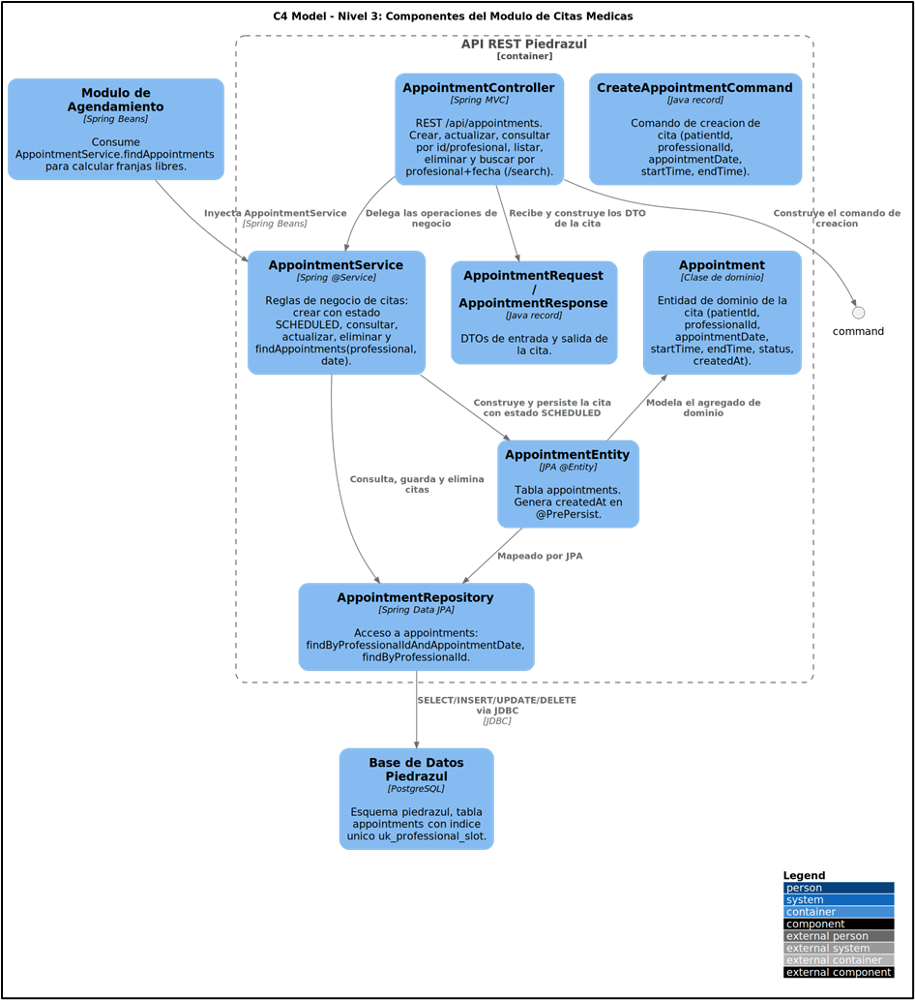 C4 Model - Nivel 3: Componentes del Modulo de Citas Medicas
API REST Piedrazul
[container]
Modulo de
Agendamiento
[Spring Beans]
Consume
AppointmentService.findAppointments
para calcular franjas libres.
AppointmentController
[Spring MVC]
REST /api/appointments.
Crear, actualizar, consultar
por id/profesional, listar,
eliminar y buscar por
profesional+fecha (/search).
CreateAppointmentCommand
[Java record]
Comando de creacion de
cita (patientId,
professionalId,
appointmentDate,
startTime, endTime).
Inyecta AppointmentService
[Spring Beans]
Delega las operaciones de
negocio
Recibe y construye los DTO
de la cita
Construye el comando de
creacion
AppointmentService
[Spring @Service]
Reglas de negocio de citas:
crear con estado
SCHEDULED, consultar,
actualizar, eliminar y
findAppointments(professional,
date).
AppointmentRequest
/
AppointmentResponse
[Java record]
DTOs de entrada y salida de
la cita.
Appointment
[Clase de dominio]
Entidad de dominio de la
cita (patientId,
professionalId,
appointmentDate,
startTime, endTime, status,
createdAt).
command
Construye y persiste la cita
con estado SCHEDULED
Modela el agregado de
dominio
AppointmentEntity
[JPA @Entity]
Tabla appointments.
Genera createdAt en
@PrePersist.
Consulta, guarda y elimina
citas
Mapeado por JPA
AppointmentRepository
[Spring Data JPA]
Acceso a appointments:
findByProfessionalIdAndAppointmentDate,
findByProfessionalId.
SELECT/INSERT/UPDATE/DELETE
via JDBC
[JDBC]
Base de Datos
Piedrazul
[PostgreSQL]
Esquema piedrazul, tabla
appointments con indice
unico uk_professional_slot.
Legend
person
system
container
component
external person
external system
external container
external component